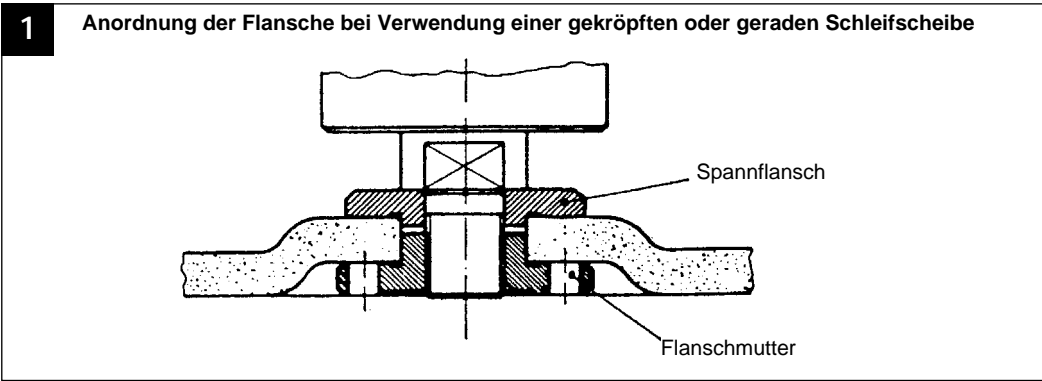 1
Anordnung der Flansche bei Verwendung einer gekröpften oder geraden Schleifscheibe
Spannflansch
Flanschmutter